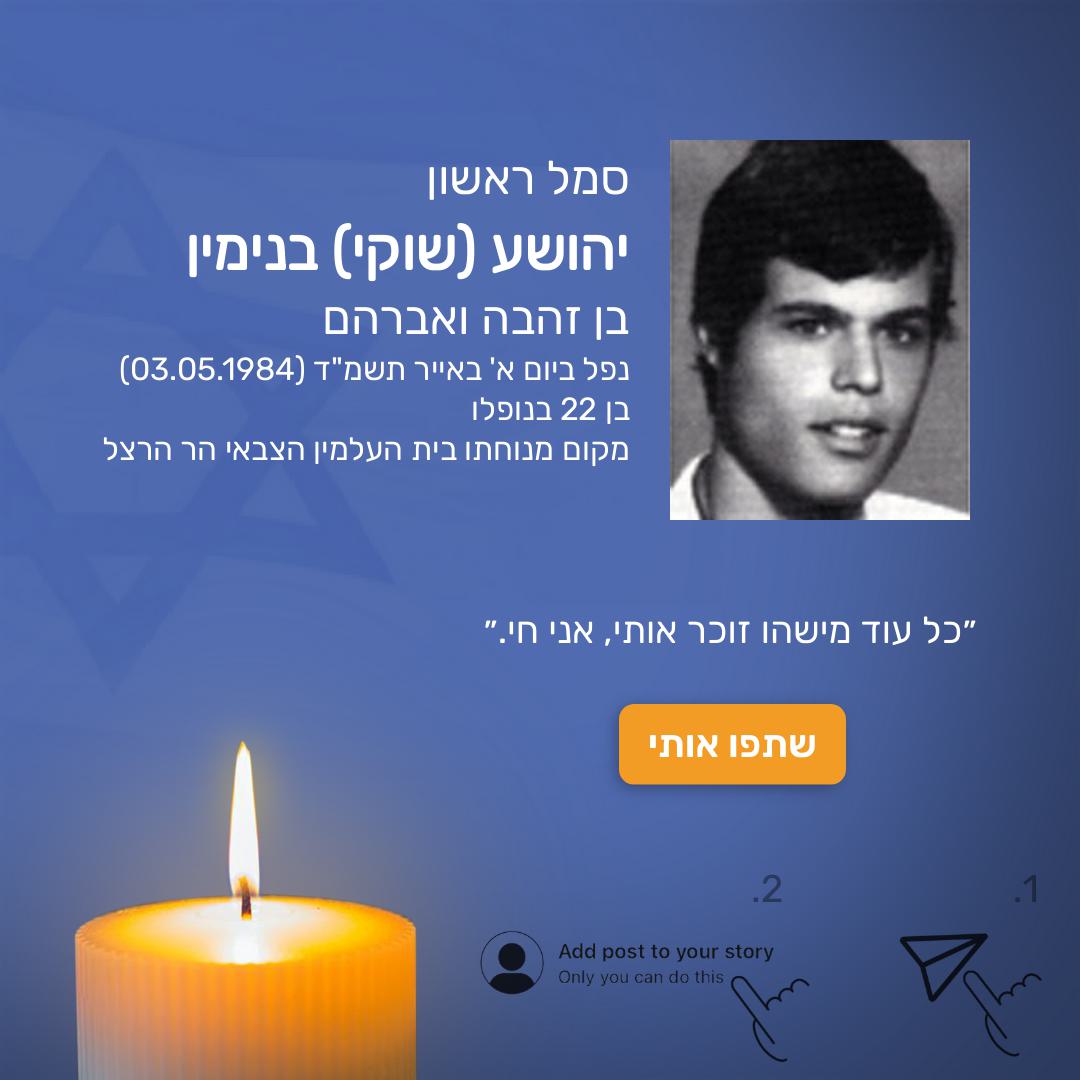 סמל ראשון
יהושע (שוקי) בנימין
בן זהבה ואברהם
נפל ביום א' באייר תשמ"ד (03.05.1984)
בן 22 בנופלו
מקום מנוחתו בית העלמין הצבאי הר הרצל
״כל עוד מישהו זוכר אותי, אני חי.״
שתפו אותי
.1
.2
Add post to your story
Only you can do this